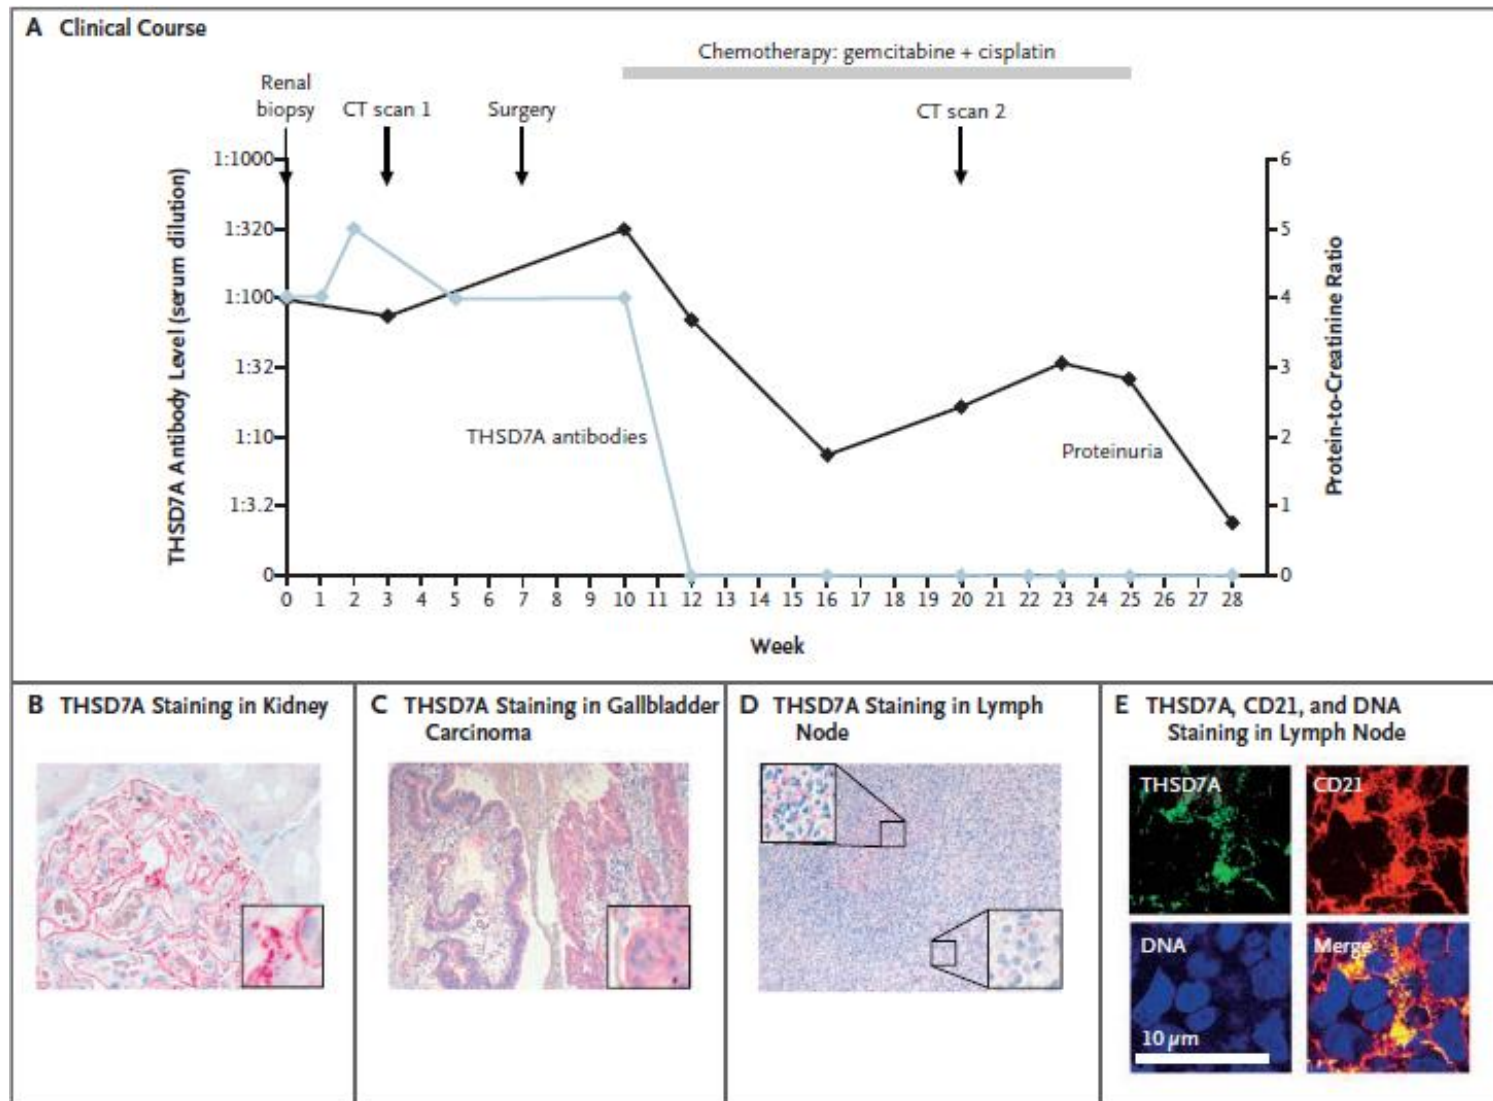 A Clinical Course
Chemotherapy: gemcitabine + cisplatin
Renal
biopsy
CT scan 1
Surgery
CT scan 2
THSD7A Antibody Level (serum dilution)
1:1000
1:320
1:100
1:32
1:10
1:3.2
0
THSD7A antibodies
Proteinuria
6
5
4
3
2
1
0
Protein-to-Creatinine Ratio
0 1 2 3 4 5 6 7 8 9 10 11 12 13 14 15 16 17 18 19 20 21 22 23 24 25 26 27 28
Week
B THSD7A Staining in Kidney
C THSD7A Staining in Gallbladder
Carcinoma
D THSD7A Staining in Lymph
Node
E THSD7A, CD21, and DNA
Staining in Lymph Node
THSD7A
CD21
DNA
Merge
10 µm